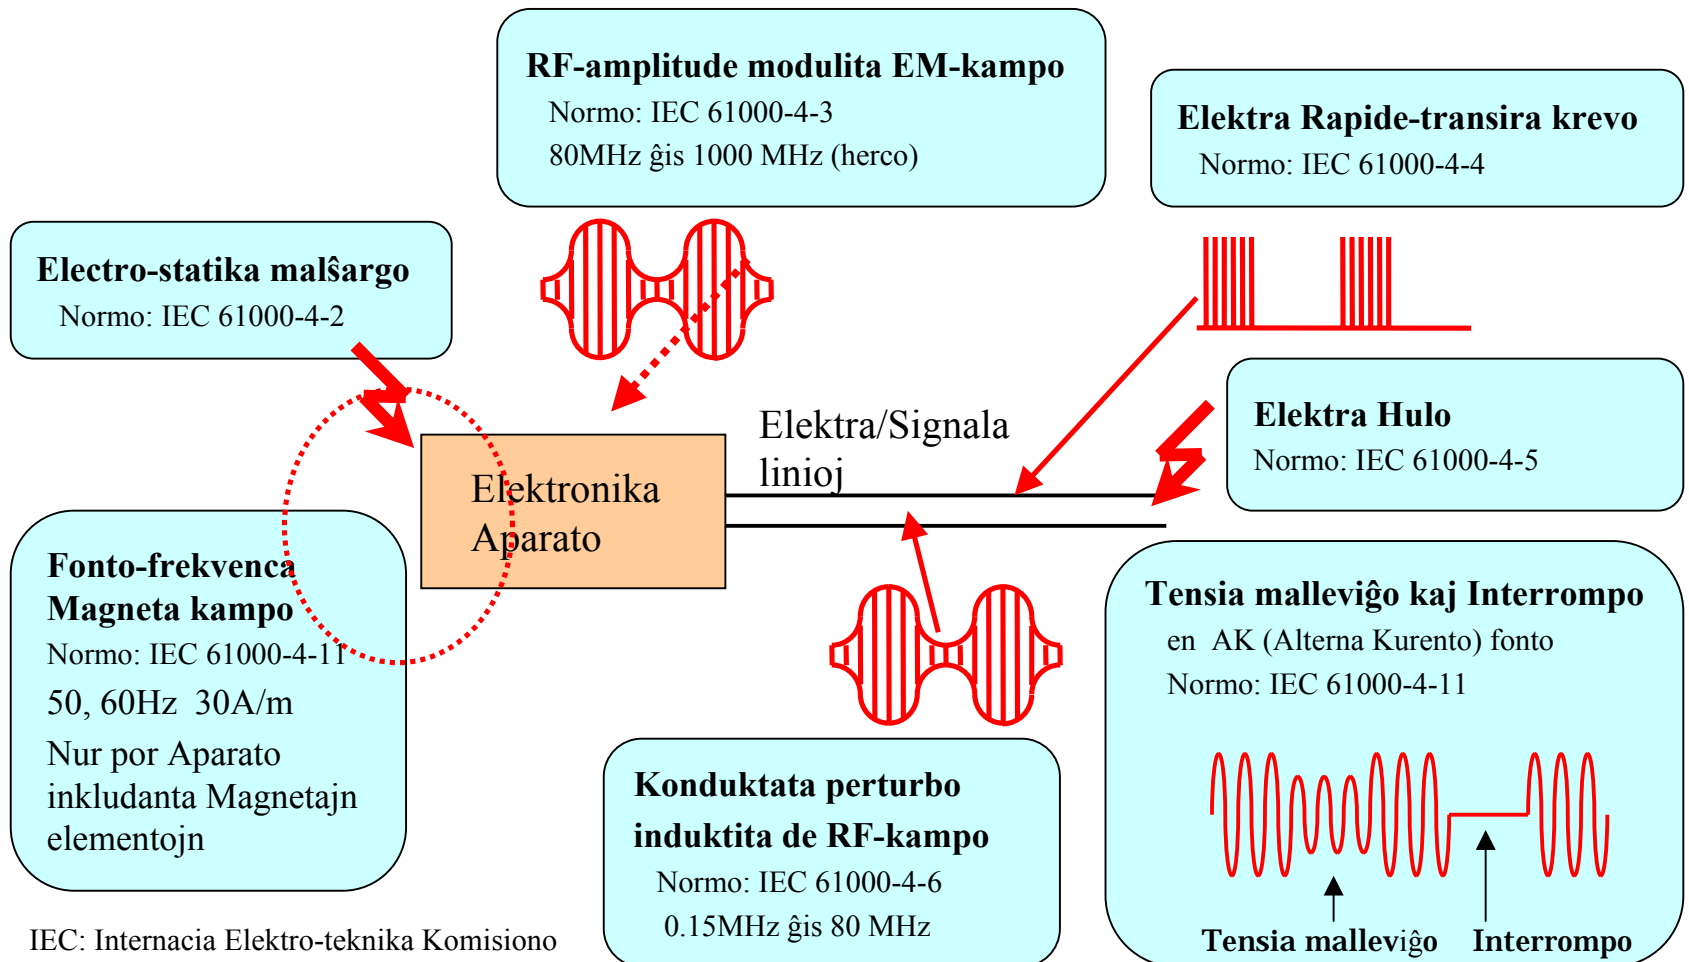 RF-amplitude modulita EM-kampo
Normo: IEC 61000-4-3
80MHz ĝis 1000 MHz (herco)
Elektra Rapide-transira krevo
Normo: IEC 61000-4-4
Electro-statika malŝargo
Normo: IEC 61000-4-2
Elektra Hulo
Normo: IEC 61000-4-5
Elektra/Signala
linioj
Elektronika
Aparato
Fonto-frekvenca
Magneta kampo
Normo: IEC 61000-4-11
50, 60Hz 30A/m
Nur por Aparato
inkludanta Magnetajn
elementojn
Tensia malleviĝo kaj Interrompo
en AK (Alterna Kurento) fonto
Normo: IEC 61000-4-11
Tensia malleviĝo Interrompo
Konduktata perturbo
induktita de RF-kampo
Normo: IEC 61000-4-6
0.15MHz ĝis 80 MHz
IEC: Internacia Elektro-teknika Komisiono